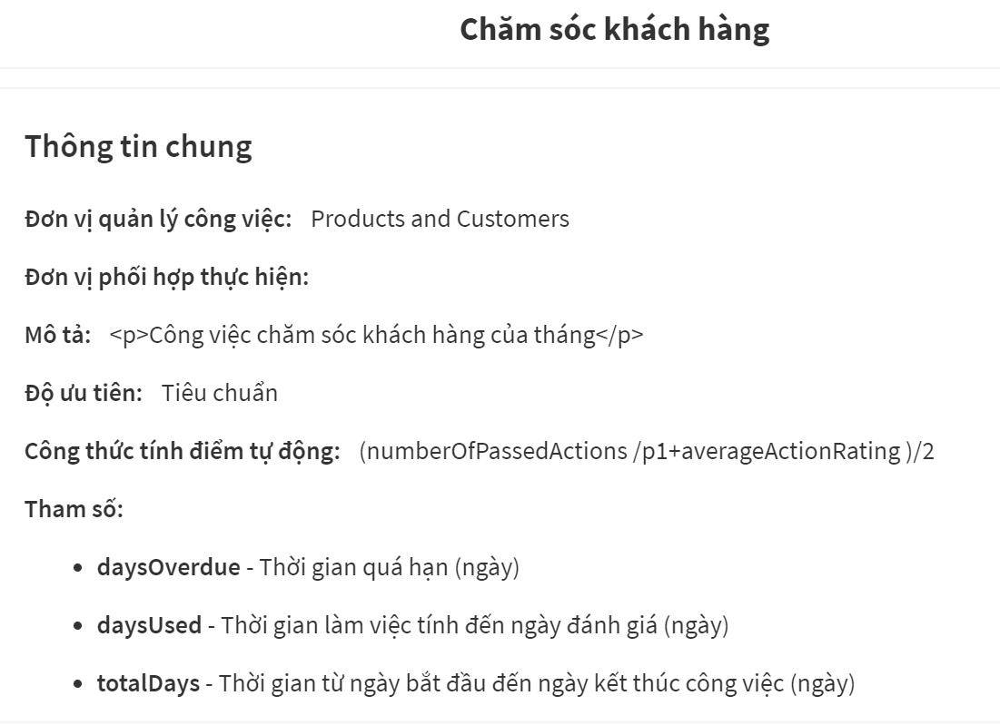 Chăm sóc khách hàng
Thông tin chung
Đơn vị quản lý công việc: Products and Customers
Đơn vị phối hợp thực hiện:
Mô tả: <p>Công việc chăm sóc khách hàng của tháng</p>
Độ ưu tiên: Tiêu chuẩn
Công thức tính điểm tự động: (numberOfPassedActions /p1+averageActionRating )/2
Tham số:
• daysOverdue - Thời gian quá hạn (ngày)
• daysUsed - Thời gian làm việc tính đến ngày đánh giá (ngày)
• totalDays - Thời gian từ ngày bắt đầu đến ngày kết thúc công việc (ngày)